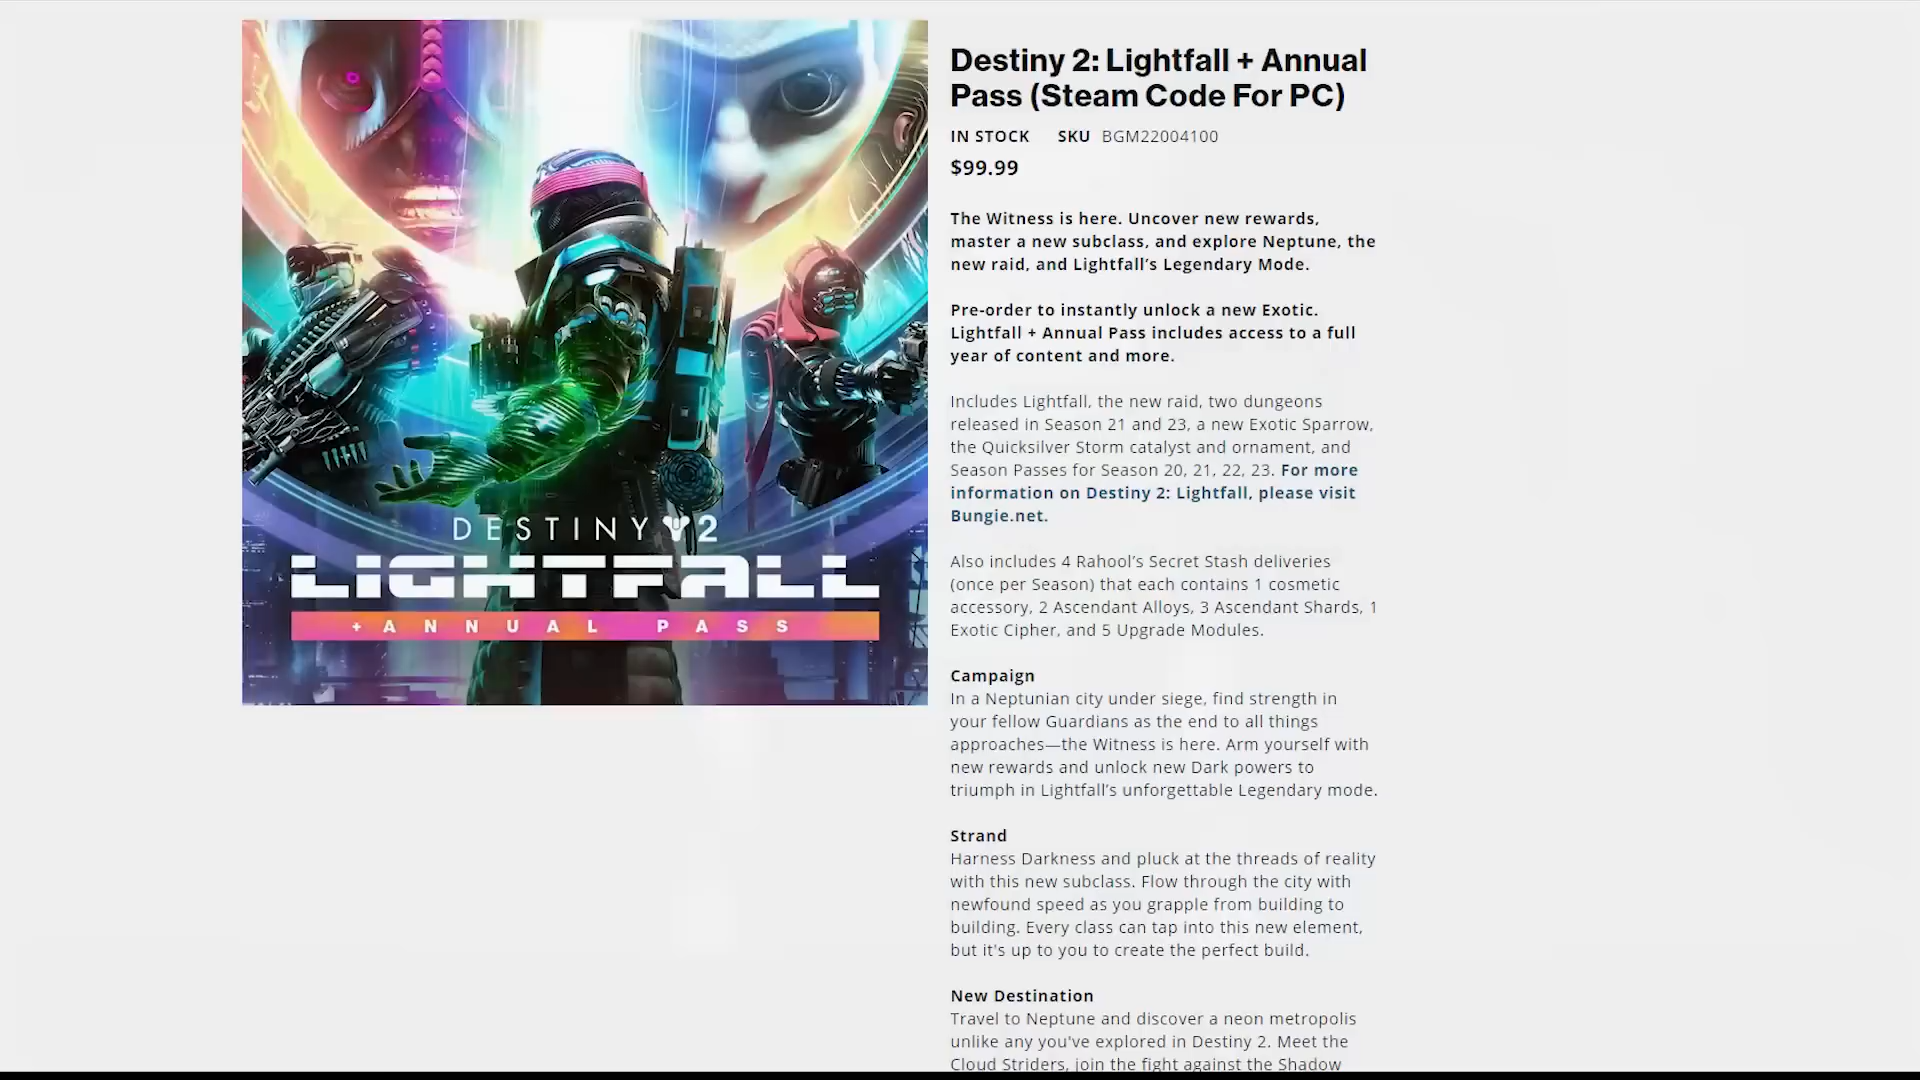 DESTINY 2
LIGHTFALL
+ ANNUAL PASS
Destiny 2: Lightfall + Annual
Pass (Steam Code For PC)
IN STOCK SKU BGM22004100
$99.99
The Witness is here. Uncover new rewards,
master a new subclass, and explore Neptune, the
new raid, and Lightfall’s Legendary Mode.
Pre-order to instantly unlock a new Exotic.
Lightfall + Annual Pass includes access to a full
year of content and more.
Includes Lightfall, the new raid, two dungeons
released in Season 21 and 23, a new Exotic Sparrow,
the Quicksilver Storm catalyst and ornament, and
Season Passes for Season 20, 21, 22, 23. For more
information on Destiny 2: Lightfall, please visit
Bungie.net.
Also includes 4 Rahool’s Secret Stash deliveries
(once per Season) that each contains 1 cosmetic
accessory, 2 Ascendant Alloys, 3 Ascendant Shards, 1
Exotic Cipher, and 5 Upgrade Modules.
Campaign
In a Neptunian city under siege, find strength in
your fellow Guardians as the end to all things
approaches—the Witness is here. Arm yourself with
new rewards and unlock new Dark powers to
triumph in Lightfall’s unforgettable Legendary mode.
Strand
Harness Darkness and pluck at the threads of reality
with this new subclass. Flow through the city with
newfound speed as you grapple from building to
building. Every class can tap into this new element,
but it's up to you to create the perfect build.
New Destination
Travel to Neptune and discover a neon metropolis
unlike any you've explored in Destiny 2. Meet the
Cloud Striders, join the fight against the Shadow